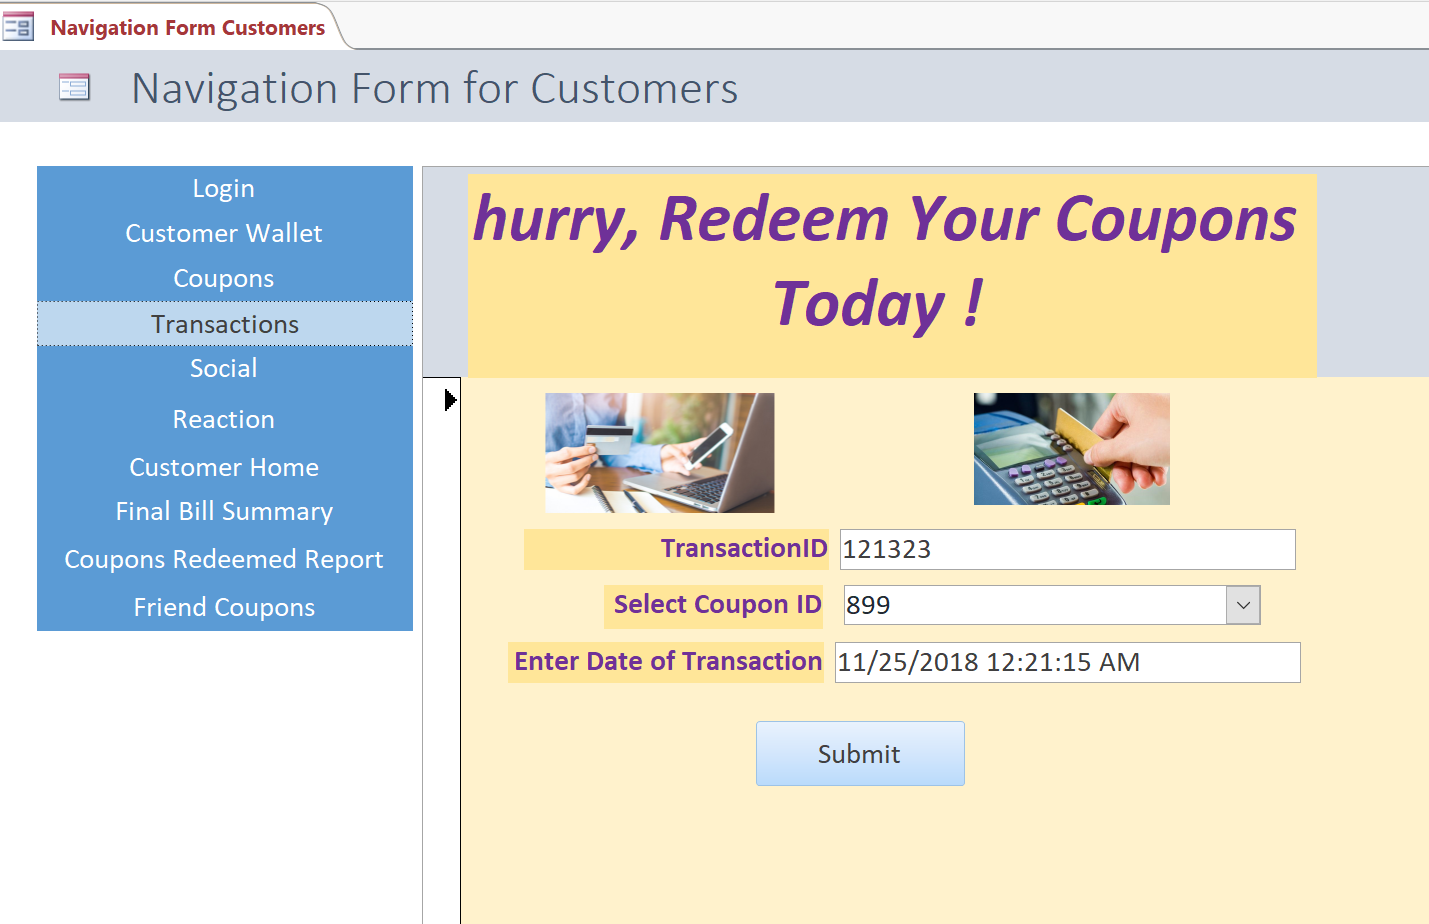 Navigation Form Customers
Navigation Form for Customers
Login
Customer Wallet
Coupons
Transactions
Social
Reaction
Customer Home
Final Bill Summary
Coupons Redeemed Report
Friend Coupons
hurry, Redeem Your Coupons
Today !
TransactionID 121323
Select Coupon ID 899
Enter Date of Transaction 11/25/2018 12:21:15 AM
Submit